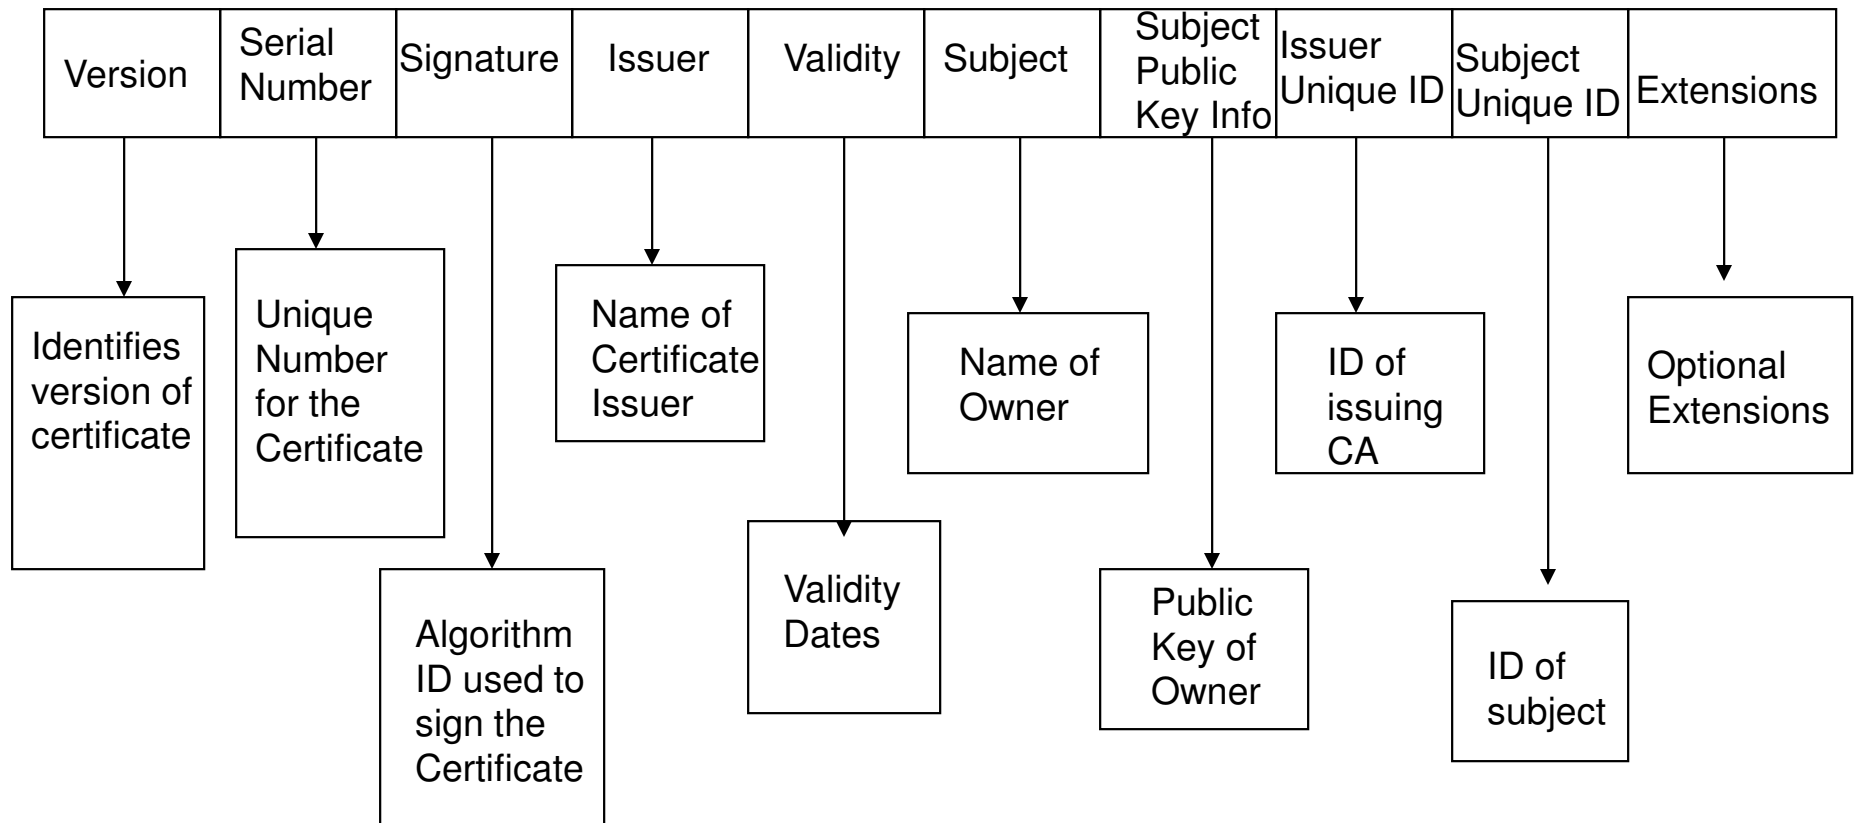 Version
Serial
Number
Signature
Issuer
Validity
Subject
Subject
Public
Key Info
Issuer
Unique ID
Subject
Unique ID
Extensions
Identifies
version of
certificate
Unique
Number
for the
Certificate
Algorithm
ID used to
sign the
Certificate
Name of
Certificate
Issuer
Validity
Dates
Name of
Owner
Public
Key of
Owner
ID of
issuing
CA
ID of
subject
Optional
Extensions